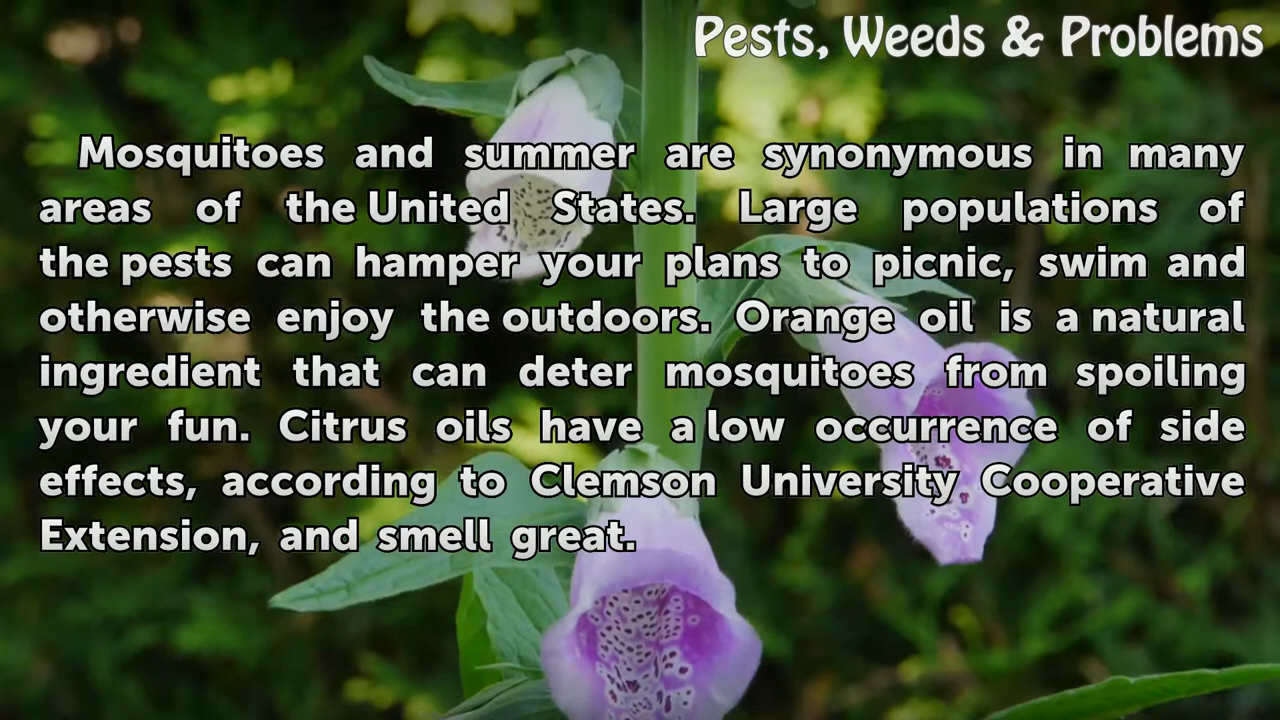 Pests, Weeds & Problems
Mosquitoes and summer are synonymous in many
areas of the United States. Large populations of
the pests can hamper your plans to picnic, swim and
otherwise enjoy the outdoors. Orange oil is a natural
ingredient that can deter mosquitoes from spoiling
your fun. Citrus oils have a low occurrence of side
effects, according to Clemson University Cooperative
Extension, and smell great.